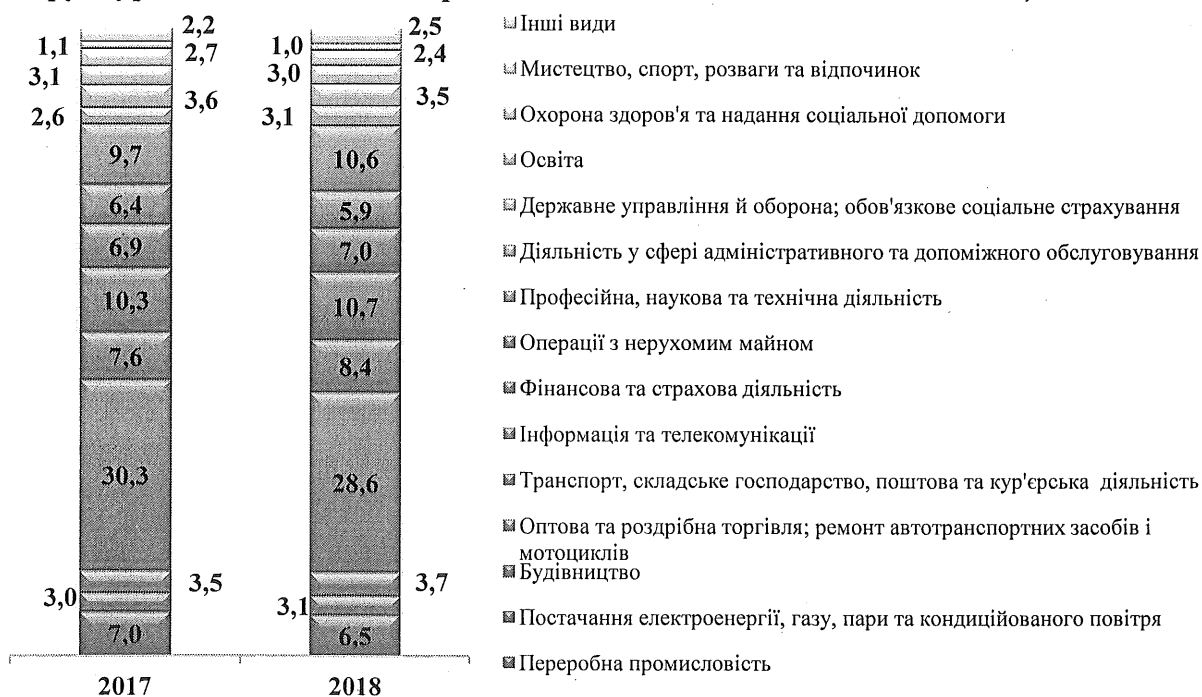 2,2
1,1
2,7
3,1
3,6
2,6
9,7
6,4
6,9
10,3
7,6
30,3
3,5
3,0
7,0
2017
2,5
1,0
2,4
3,0
3,5
3,1
10,6
5,9
7,0
10,7
8,4
28,6
3,7
3,1
6,5
2018
Інші види
Мистецтво, спорт, розваги та відпочинок
Охорона здоров'я та надання соціальної допомоги
Освіта
Державне управління й оборона; обов'язкове соціальне страхування
Діяльність у сфері адміністративного та допоміжного обслуговування
Професійна, наукова та технічна діяльність
Операції з нерухомим майном
Фінансова та страхова діяльність
Інформація та телекомунікації
Транспорт, складське господарство, поштова та кур'єрська діяльність
Оптова та роздрібна торгівля; ремонт автотранспортних засобів і
мотоциклів
Будівництво
Постачання електроенергії, газу, пари та кондиційованого повітря
Переробна промисловість